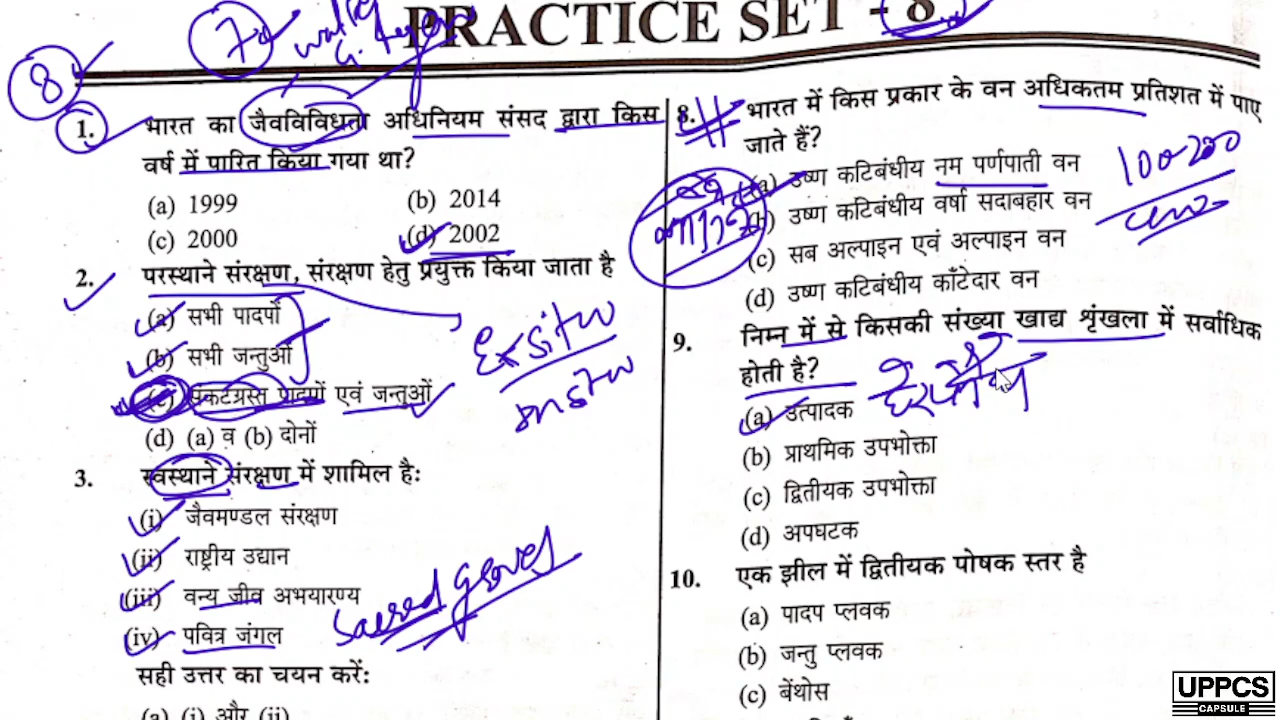 PRACTICE SET - 8
8
1. भारत का जैवविविधता अधिनियम संसद द्वारा किस
वर्ष में पारित किया गया था?
(a) 1999 (b) 2014
(c) 2000 (d) 2002
2. परस्थाने संरक्षण, संरक्षण हेतु प्रयुक्त किया जाता है
(a) सभी पादपों
(b) सभी जन्तुओं
(c) संकटग्रस्त पादपों एवं जन्तुओं
(d) (a) व (b) दोनों
Exsitu
Insitu
3. स्वस्थाने संरक्षण में शामिल है:
(i) जैवमण्डल संरक्षण
(ii) राष्ट्रीय उद्यान
(iii) वन्य जीव अभयारण्य
(iv) पवित्र जंगल
Sacred groves
सही उत्तर का चयन करें:
(a) (i) और (ii)
8. भारत में किस प्रकार के वन अधिकतम प्रतिशत में पाए
जाते हैं?
(a) उष्ण कटिबंधीय नम पर्णपाती वन
(b) उष्ण कटिबंधीय वर्षा सदाबहार वन
(c) सब अल्पाइन एवं अल्पाइन वन
(d) उष्ण कटिबंधीय काँटेदार वन
100-200
9. निम्न में से किसकी संख्या खाद्य शृंखला में सर्वाधिक
होती है?
(a) उत्पादक
(b) प्राथमिक उपभोक्ता
(c) द्वितीयक उपभोक्ता
(d) अपघटक
10. एक झील में द्वितीयक पोषक स्तर है
(a) पादप प्लवक
(b) जन्तु प्लवक
(c) बेंथोस
UPPCS
CAPSULE